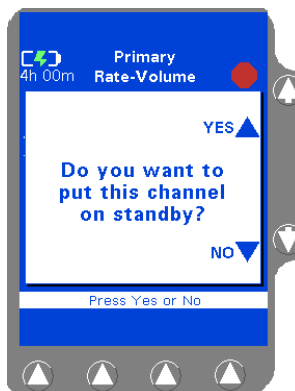 Primary
4h 00m Rate-Volume
YES
Do you want to
put this channel
on standby?
NO
Press Yes or No